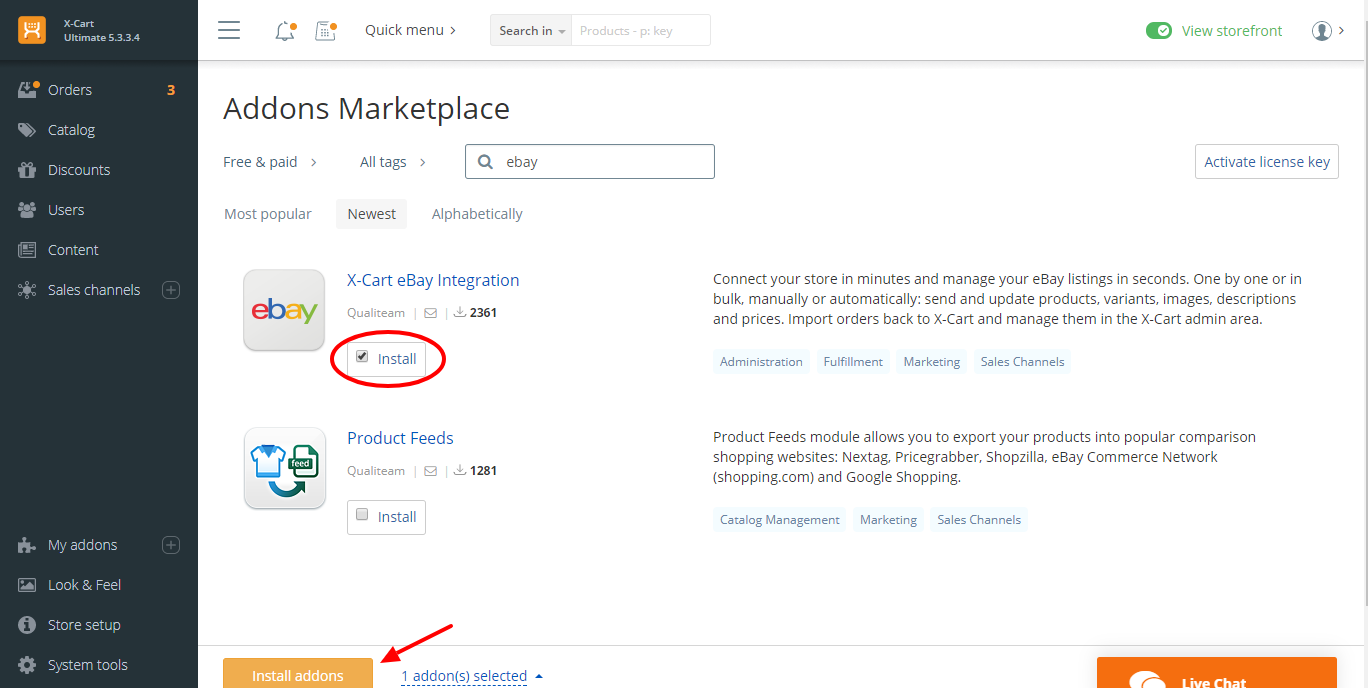 X-Cart
Ultimate 5.3.3.4
Quick menu
Search in
Products - p: key
View storefront
Orders
3
Catalog
Discounts
Users
Content
Sales channels
My addons
Look & Feel
Store setup
System tools
Addons Marketplace
Free & paid
All tags
ebay
Activate license key
Most popular
Newest
Alphabetically
ebay
X-Cart eBay Integration
Qualiteam | | 2361
Install
Connect your store in minutes and manage your eBay listings in seconds. One by one or in
bulk, manually or automatically: send and update products, variants, images, descriptions
and prices. Import orders back to X-Cart and manage them in the X-Cart admin area.
Administration
Fulfillment
Marketing
Sales Channels
feed
Product Feeds
Qualiteam | | 1281
Install
Product Feeds module allows you to export your products into popular comparison
shopping websites: Nextag, Pricegrabber, Shopzilla, eBay Commerce Network
(shopping.com) and Google Shopping.
Catalog Management
Marketing
Sales Channels
Install addons
1 addon(s) selected
Live Chat